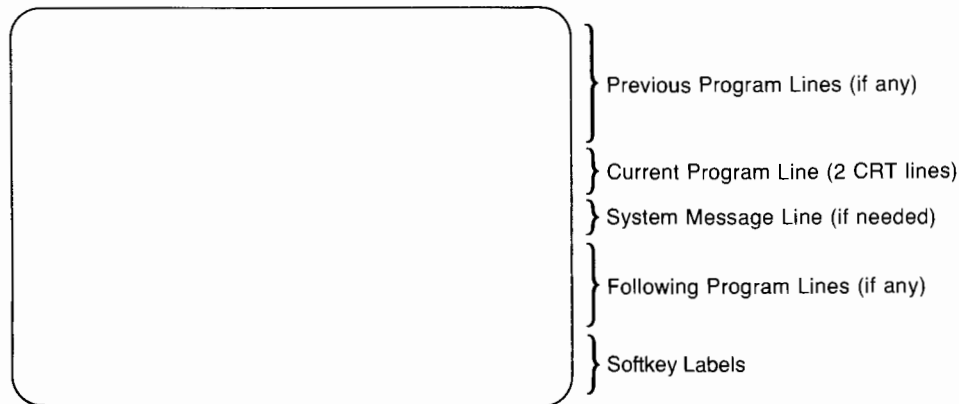 Previous Program Lines (if any)
Current Program Line (2 CRT lines)
System Message Line (if needed)
Following Program Lines (if any)
Softkey Labels